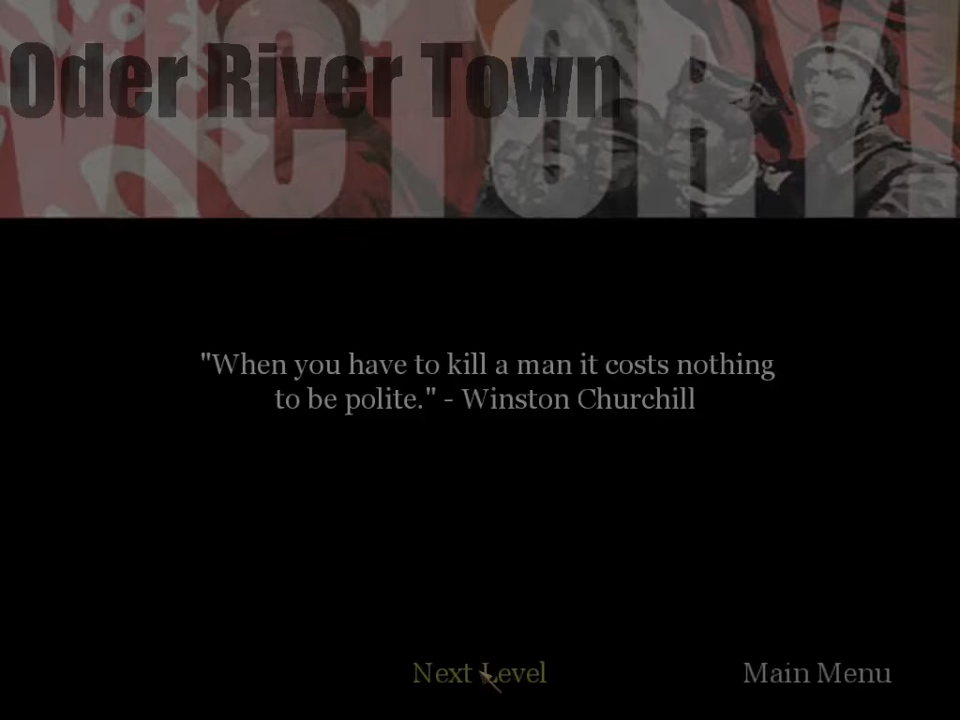 VICTORY
Oder River Town
"When you have to kill a man it costs nothing
to be polite." - Winston Churchill
Next Level
Main Menu